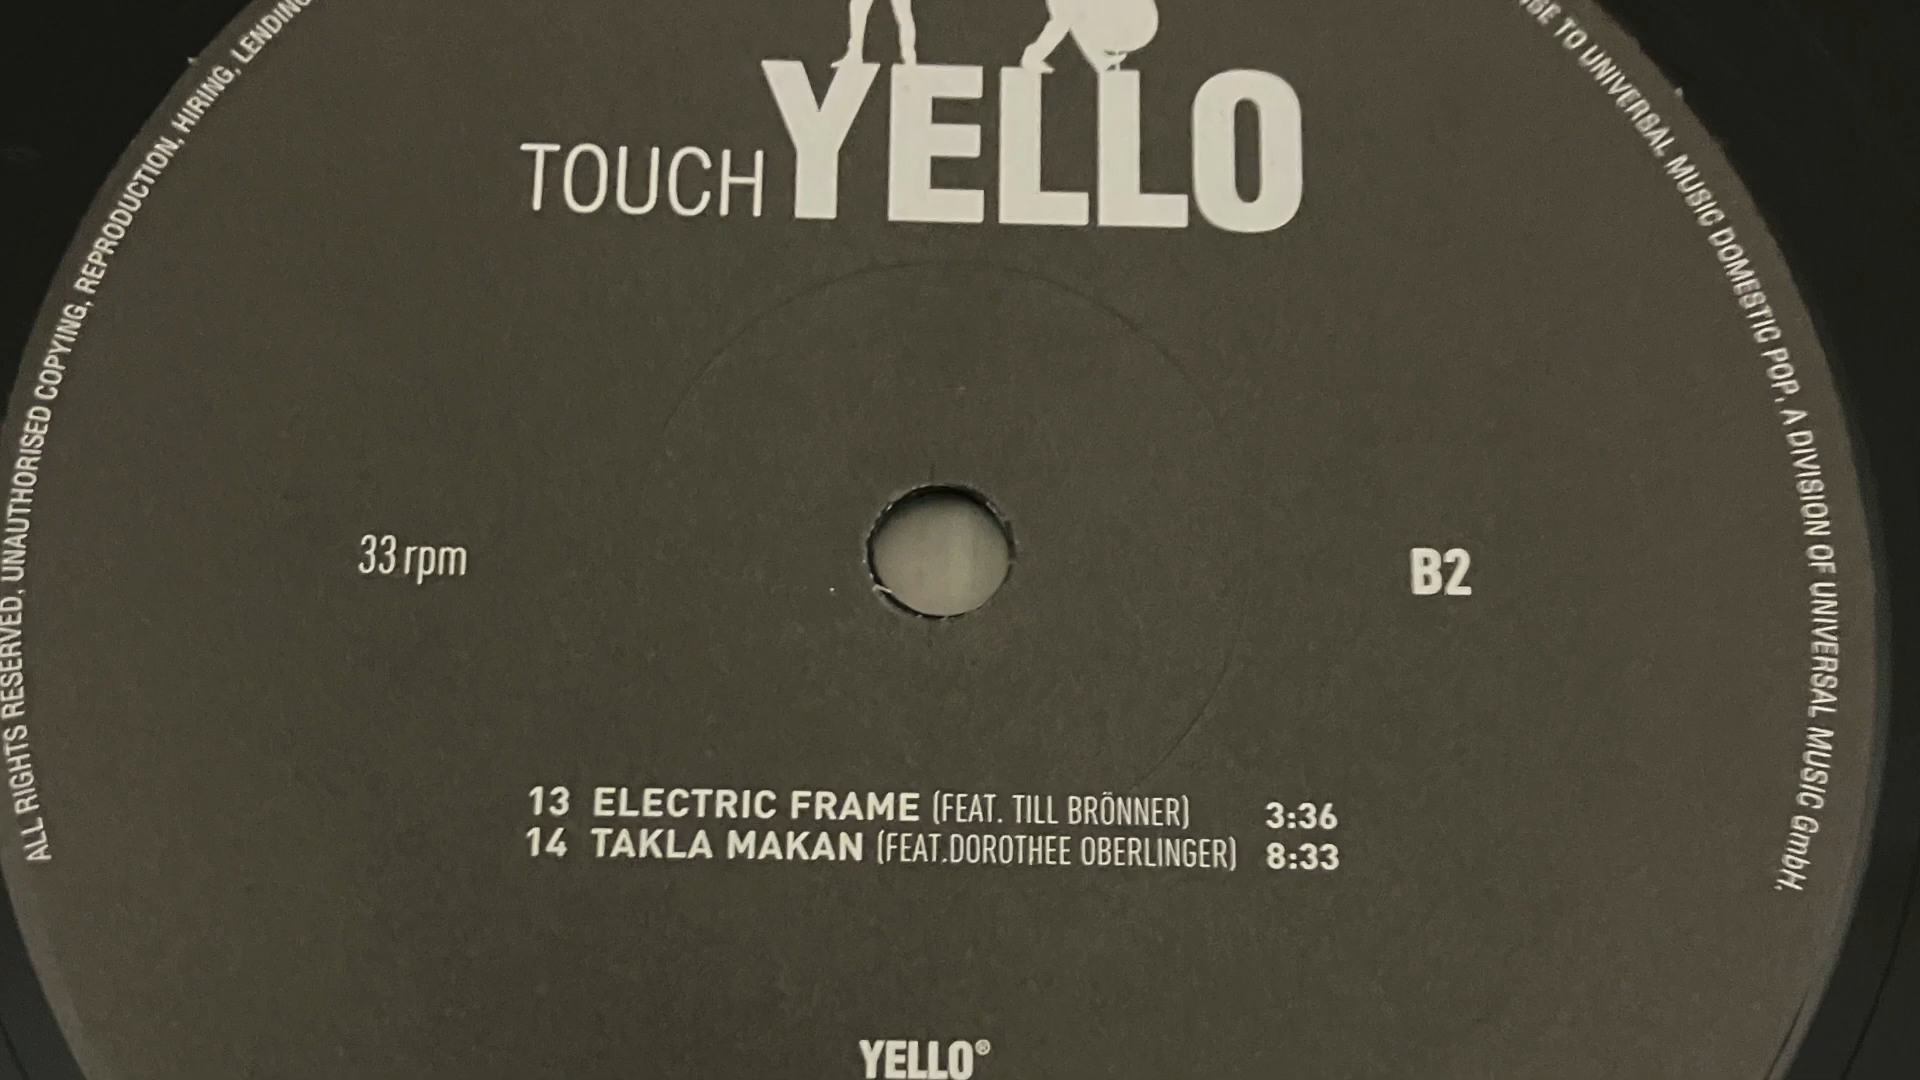 TOUCH YELLO
33 rpm
B2
13 ELECTRIC FRAME (FEAT. TILL BRÖNNER) 3:36
14 TAKLA MAKAN (FEAT.DOROTHEE OBERLINGER) 8:33
YELLO®
ALL RIGHTS RESERVED, UNAUTHORISED COPYING, REPRODUCTION, HIRING, LENDING
TO UNIVERSAL MUSIC DOMESTIC POP, A DIVISION OF UNIVERSAL MUSIC GmbH.